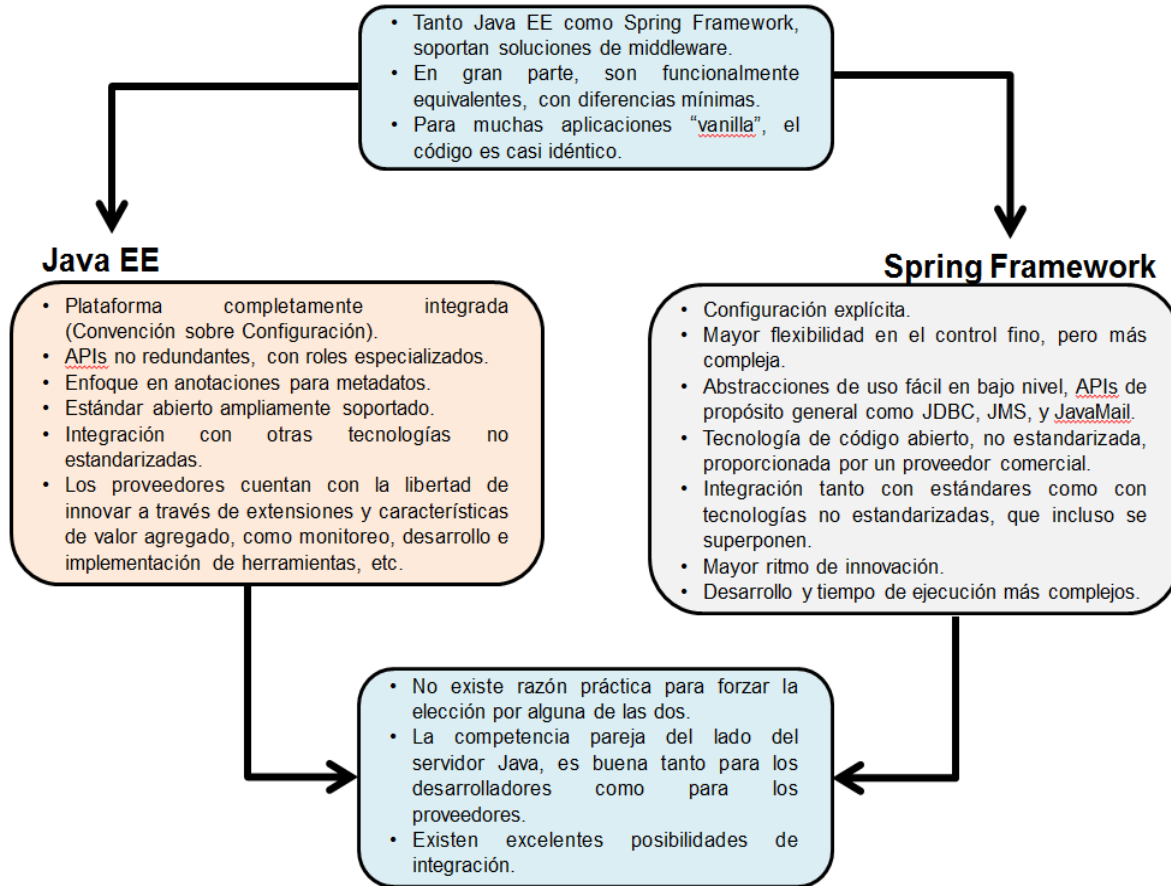 • Tanto Java EE como Spring Framework,
soportan soluciones de middleware.
• En gran parte, son funcionalmente
equivalentes, con diferencias mínimas.
• Para muchas aplicaciones “vanilla”, el
código es casi idéntico.
Java EE
• Plataforma completamente integrada
(Convención sobre Configuración).
• APIs no redundantes, con roles especializados.
• Enfoque en anotaciones para metadatos.
• Estándar abierto ampliamente soportado.
• Integración con otras tecnologías no
estandarizadas.
• Los proveedores cuentan con la libertad de
innovar a través de extensiones y características
de valor agregado, como monitoreo, desarrollo e
implementación de herramientas, etc.
Spring Framework
• Configuración explícita.
• Mayor flexibilidad en el control fino, pero más
compleja.
• Abstracciones de uso fácil en bajo nivel, APIs de
propósito general como JDBC, JMS, y JavaMail.
• Tecnología de código abierto, no estandarizada,
proporcionada por un proveedor comercial.
• Integración tanto con estándares como con
tecnologías no estandarizadas, que incluso se
superponen.
• Mayor ritmo de innovación.
• Desarrollo y tiempo de ejecución más complejos.
• No existe razón práctica para forzar la
elección por alguna de las dos.
• La competencia pareja del lado del
servidor Java, es buena tanto para los
desarrolladores como para los
proveedores.
• Existen excelentes posibilidades de
integración.